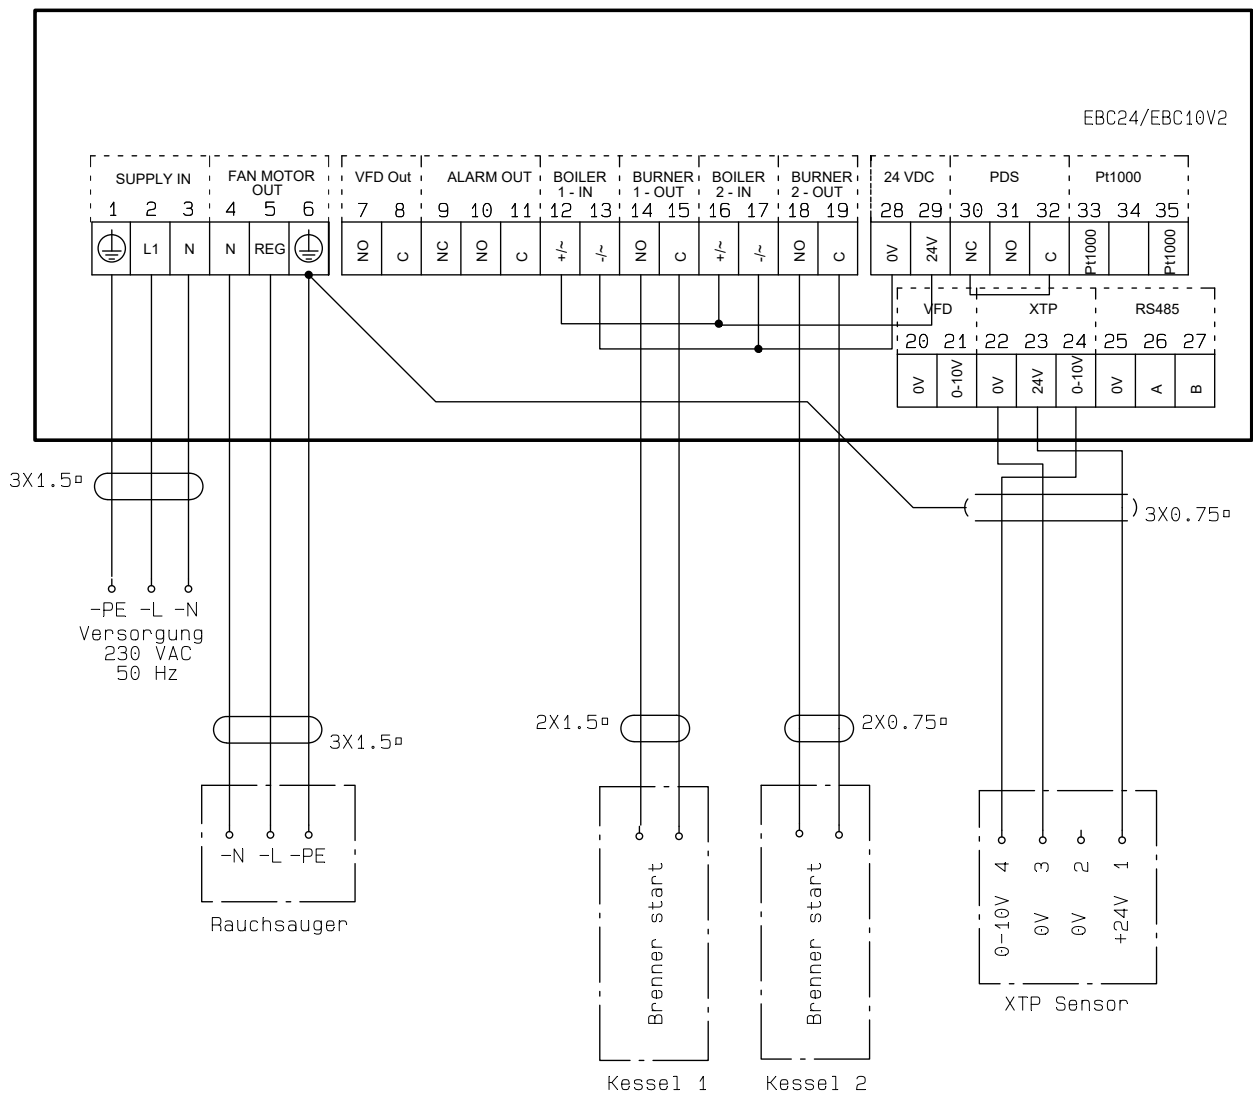 EBC24/EBC10V2
SUPPLY IN
FAN MOTOR
OUT
VFD Out
ALARM OUT
BOILER
1 - IN
BURNER
1 - OUT
BOILER
2 - IN
BURNER
2 - OUT
24 VDC
PDS
Pt1000
1 2 3 4 5 6 7 8 9 10 11 12 13 14 15 16 17 18 19 28 29 30 31 32 33 34 35
L1 N N REG NO C NC NO C +/~ -/~ NO C +/~ -/~ NO C 0V 24V NC NO C Pt1000 Pt1000
VFD XTP RS485
20 21 22 23 24 25 26 27
0V 0-10V 0V 24V 0-10V 0V A B
3X1.5▫
3X0.75▫
-PE -L -N
Versorgung
230 VAC
50 Hz
3X1.5▫
2X1.5▫
2X0.75▫
-N -L -PE
Rauchsauger
Brenner start
Kessel 1
Brenner start
Kessel 2
4 3 2 1
0-10V 0V 0V +24V
XTP Sensor